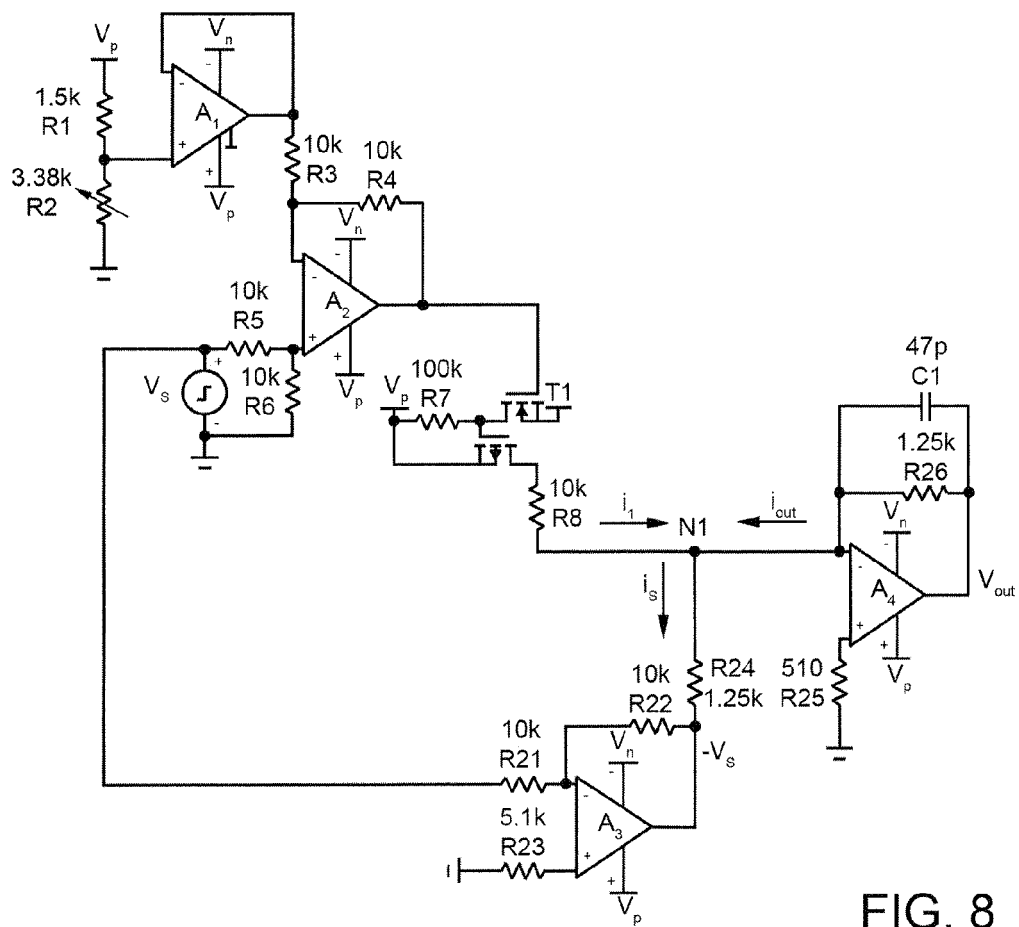 Vp
Vn
1.5k
R1
-
A1
+
-
+
Vp
3.38k
R2
10k
R3
10k
R4
Vn
-
-
A2
+
+
Vp
10k
R5
VS
+
-
10k
R6
100k
R7
Vp
T1
10k
R8
i1
N1
iout
iS
47p
C1
1.25k
R26
Vn
-
-
A4
+
+
Vp
Vout
510
R25
R24
1.25k
10k
R22
-VS
10k
R21
Vn
-
-
A3
+
+
Vp
5.1k
R23
FIG. 8